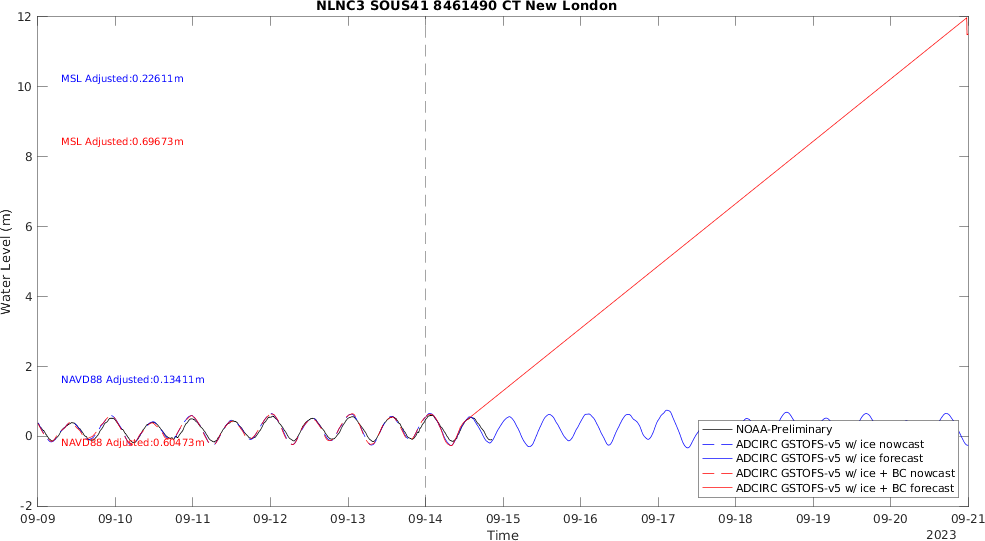 NLNC3 SOUS41 8461490 CT New London
12
MSL Adjusted:0.22611m
10
MSL Adjusted:0.69673m
8
6
Water Level (m)
4
2
NAVD88 Adjusted:0.13411m
0
NAVD88 Adjusted:0.60473m
NOAA-Preliminary
ADCIRC GSTOFS-v5 w/ ice nowcast
ADCIRC GSTOFS-v5 w/ ice forecast
ADCIRC GSTOFS-v5 w/ ice + BC nowcast
ADCIRC GSTOFS-v5 w/ ice + BC forecast
-2
09-09 09-10 09-11 09-12 09-13 09-14 09-15 09-16 09-17 09-18 09-19 09-20 09-21
Time
2023